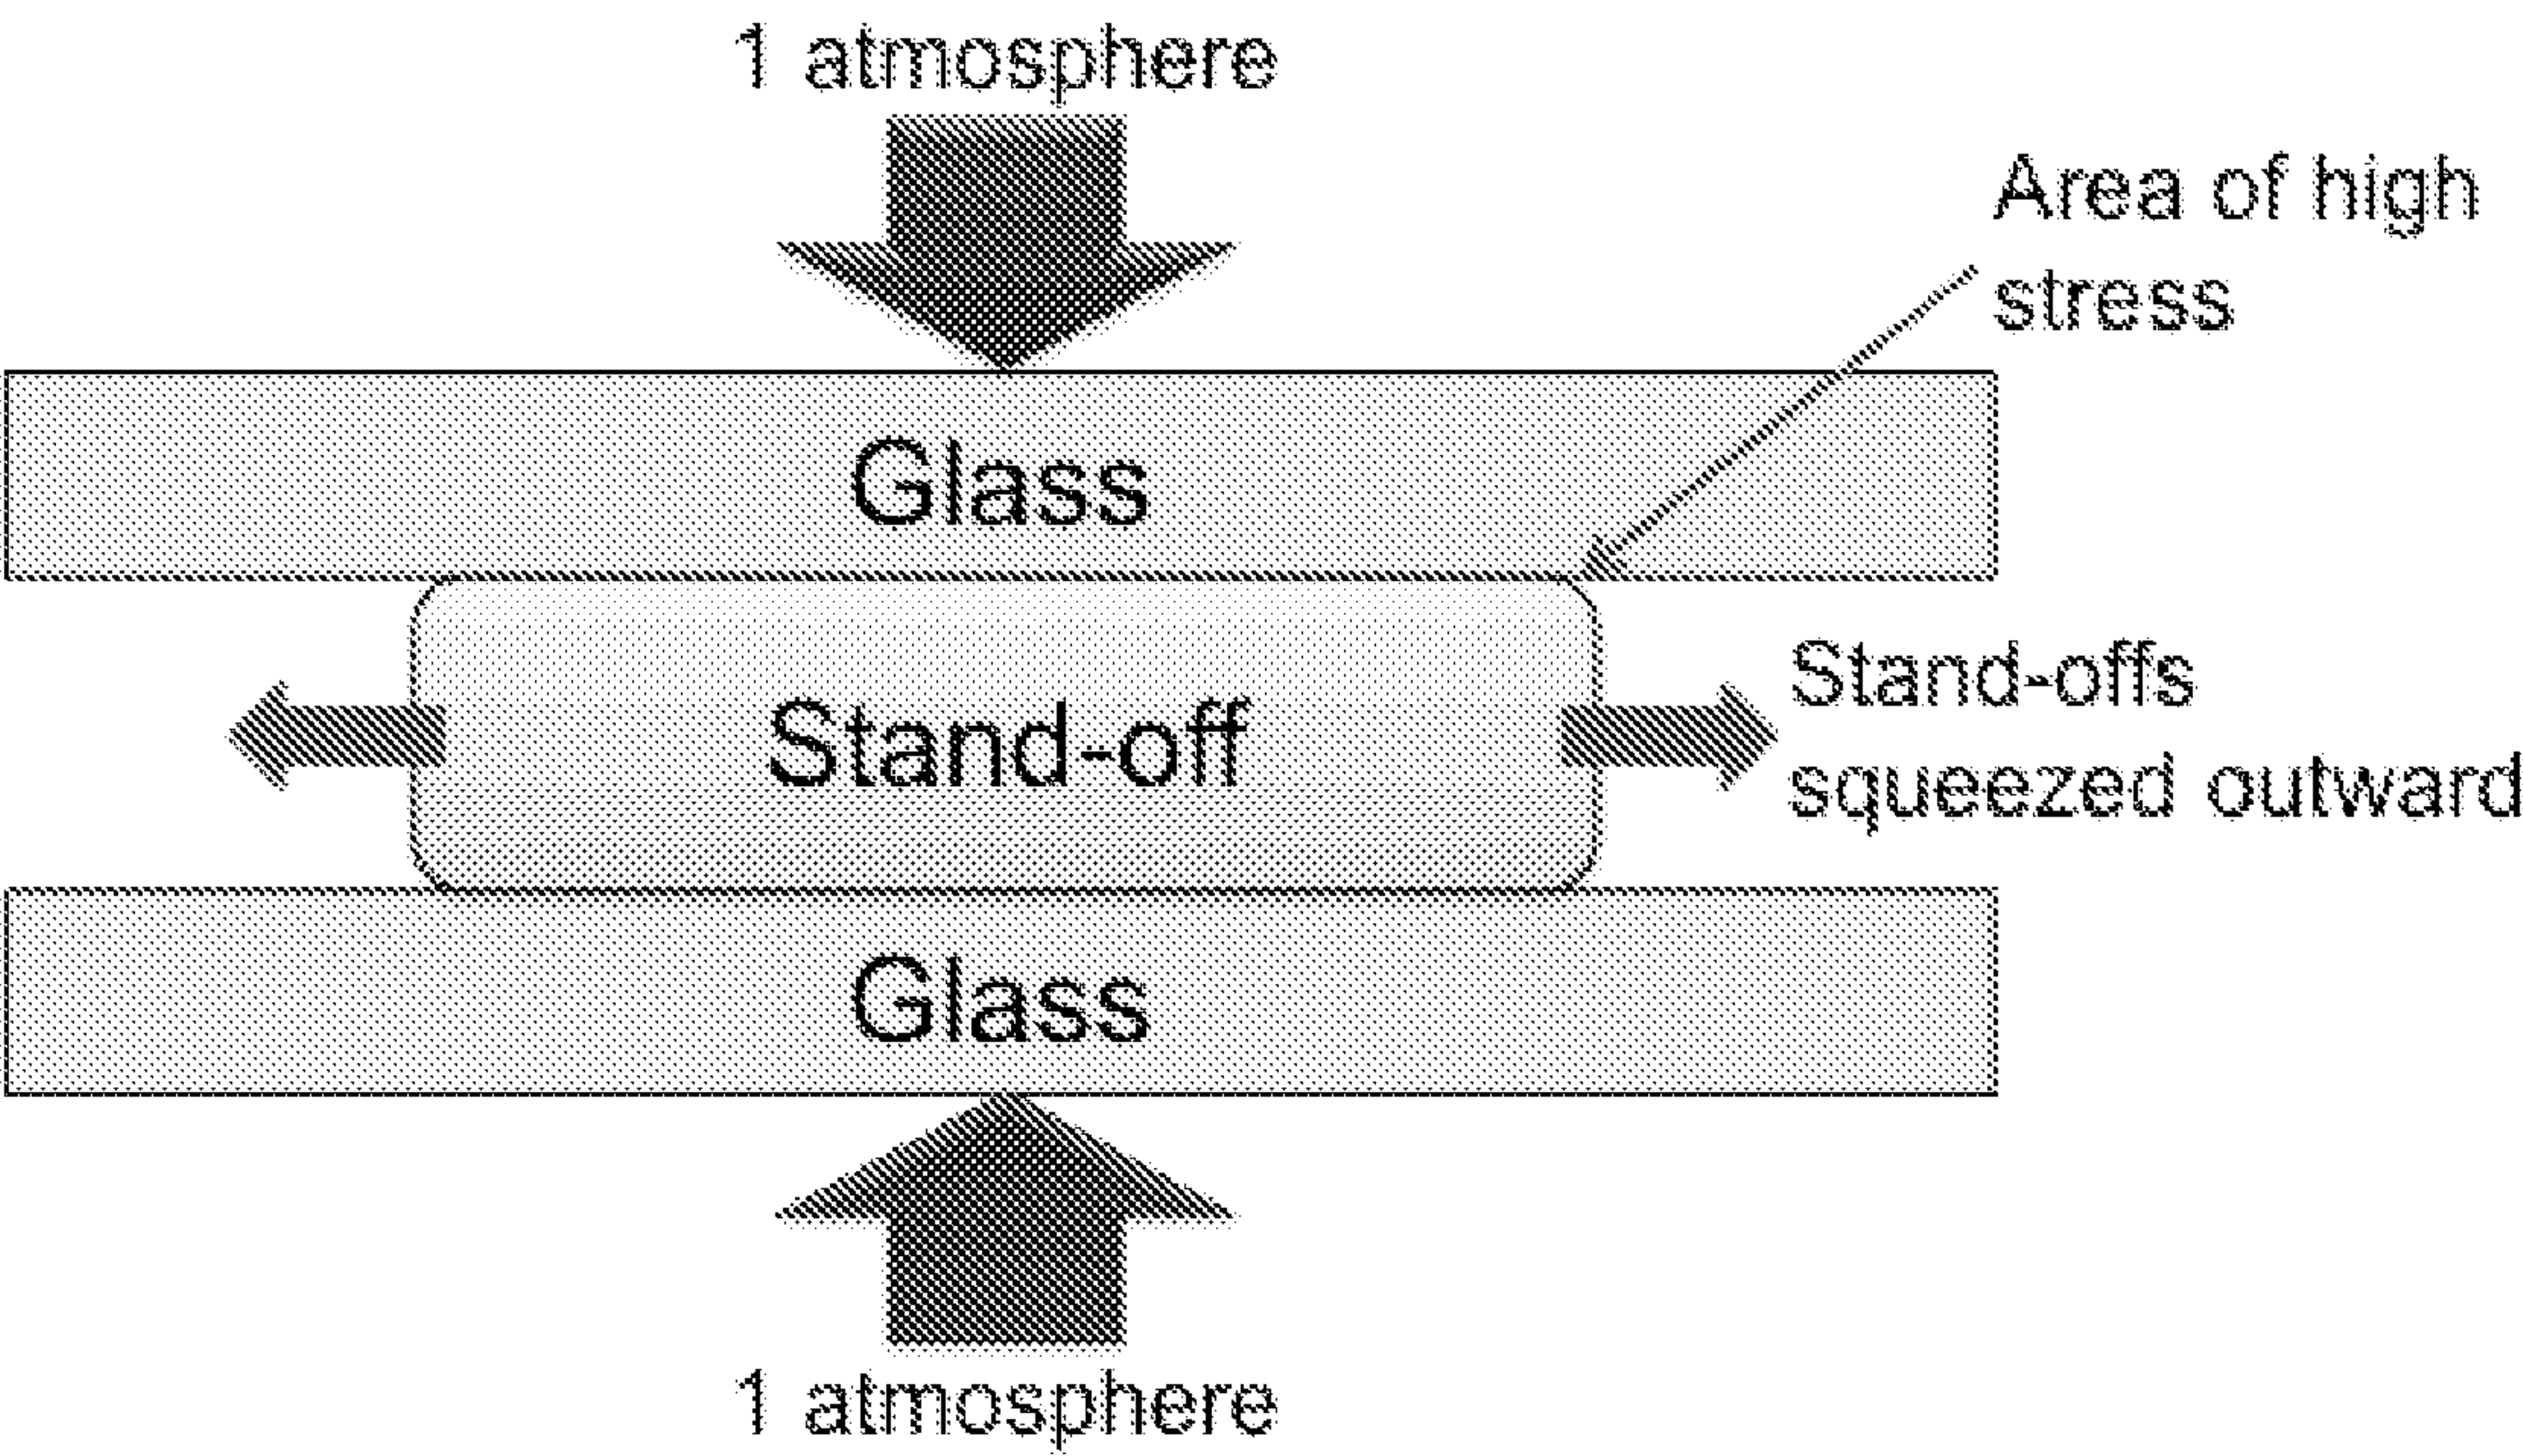 1 atmosphere
Area of high
stress
Glass
Stand-off
Stand-offs
squeezed outward
Glass
1 atmosphere